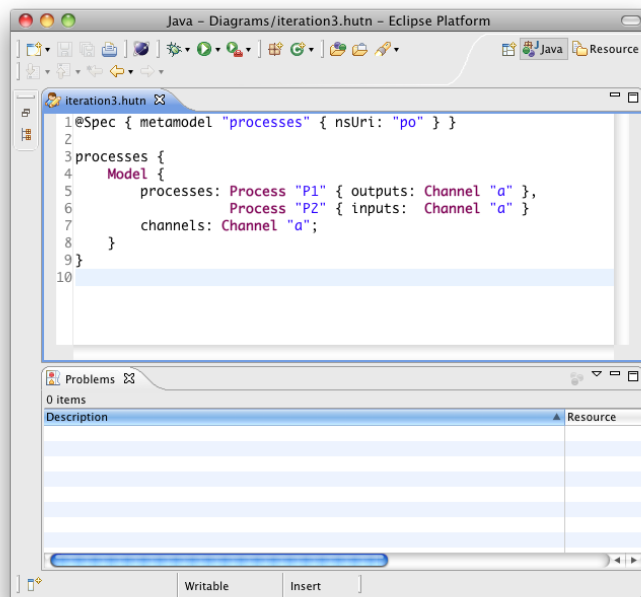 Java – Diagrams/iteration3.hutn – Eclipse Platform
Java Resource
iteration3.hutn
1 @Spec { metamodel "processes" { nsUri: "po" } }
2
3 processes {
4     Model {
5         processes: Process "P1" { outputs: Channel "a" },
6                    Process "P2" { inputs:  Channel "a" }
7         channels: Channel "a";
8     }
9 }
10
Problems
0 items
Description Resource
Writable Insert